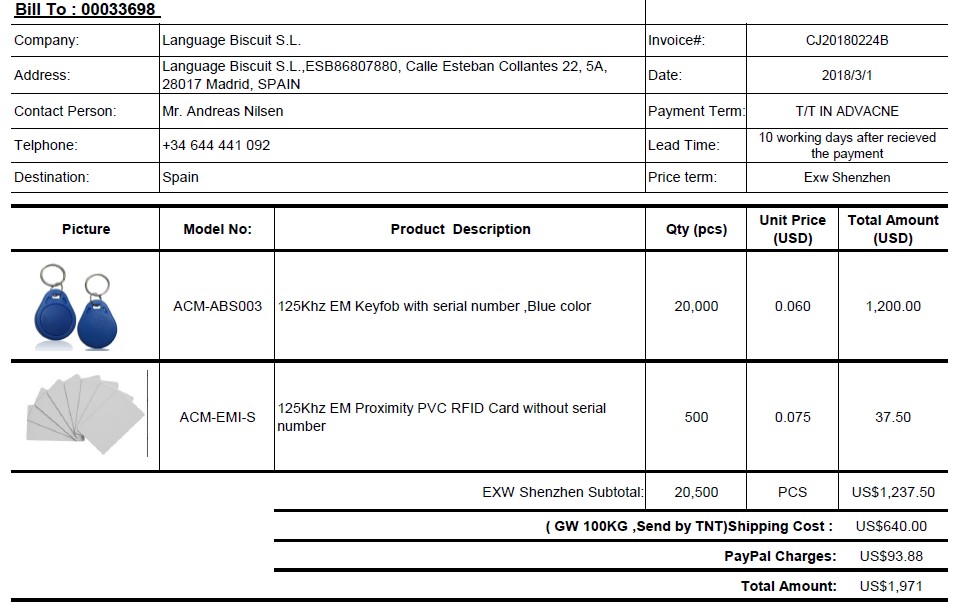 Bill To : 00033698
Company: Language Biscuit S.L. Invoice#: CJ20180224B
Address: Language Biscuit S.L.,ESB86807880, Calle Esteban Collantes 22, 5A,
28017 Madrid, SPAIN Date: 2018/3/1
Contact Person: Mr. Andreas Nilsen Payment Term: T/T IN ADVACNE
Telphone: +34 644 441 092 Lead Time: 10 working days after recieved
the payment
Destination: Spain Price term: Exw Shenzhen
Picture Model No: Product Description Qty (pcs) Unit Price
(USD) Total Amount
(USD)
ACM-ABS003 125Khz EM Keyfob with serial number ,Blue color 20,000 0.060 1,200.00
ACM-EMI-S 125Khz EM Proximity PVC RFID Card without serial
number 500 0.075 37.50
EXW Shenzhen Subtotal: 20,500 PCS US$1,237.50
( GW 100KG ,Send by TNT)Shipping Cost : US$640.00
PayPal Charges: US$93.88
Total Amount: US$1,971